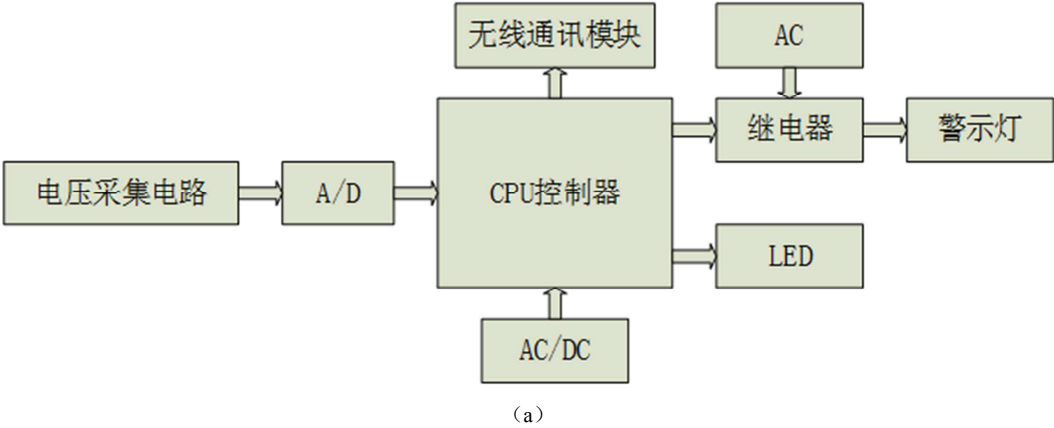 无线通讯模块
AC
继电器
警示灯
电压采集电路
A/D
CPU控制器
LED
AC/DC
（a）